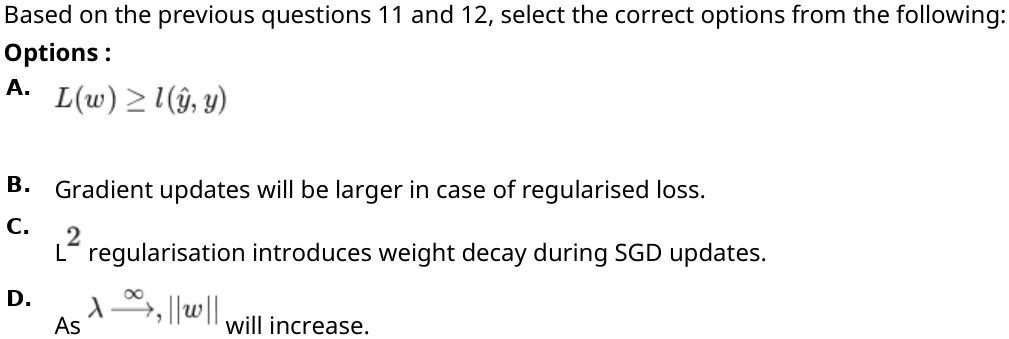 Based on the previous questions 11 and 12, select the correct options from the following:
Options :
A. L(w) ≥ l(ŷ, y)
B. Gradient updates will be larger in case of regularised loss.
C. L² regularisation introduces weight decay during SGD updates.
D. As λ \xrightarrow{∞}, ||w|| will increase.